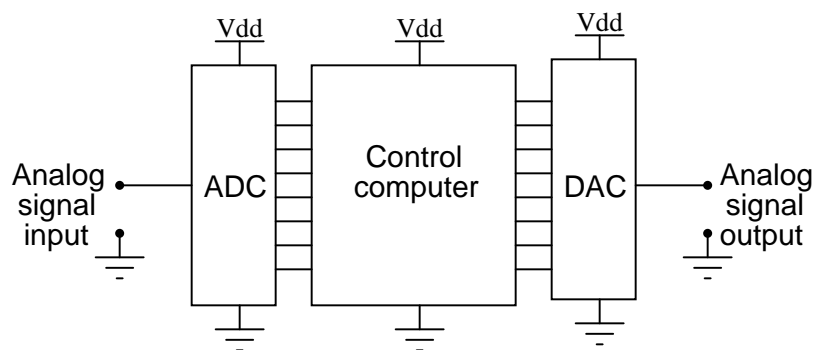 Vdd
Vdd
Vdd
Analog
signal
input
ADC
Control
computer
DAC
Analog
signal
output